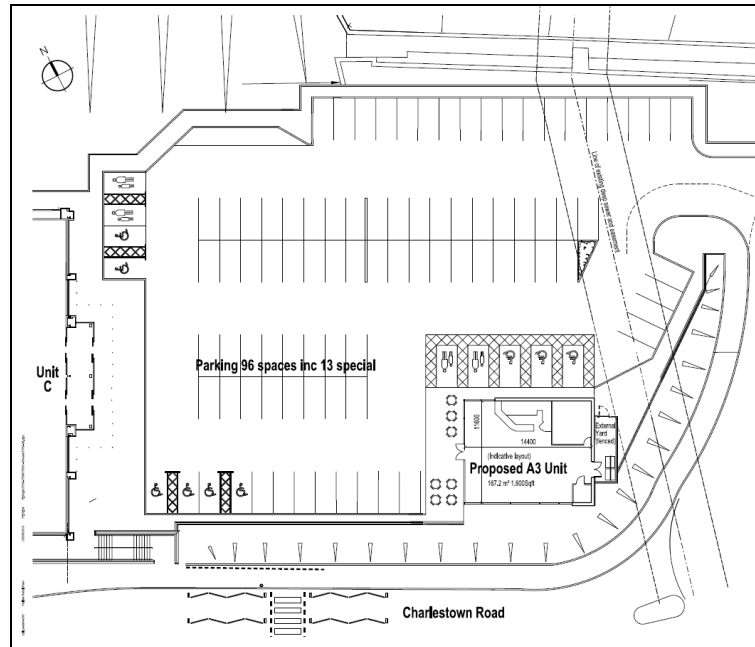 N
Line of existing deep sewer and easement
Unit
C
Parking 96 spaces inc 13 special
11600
14400
(Indicative layout)
Proposed A3 Unit
167.2 m² 1,800Sqft
External
Yard
(fenced)
Charlestown Road